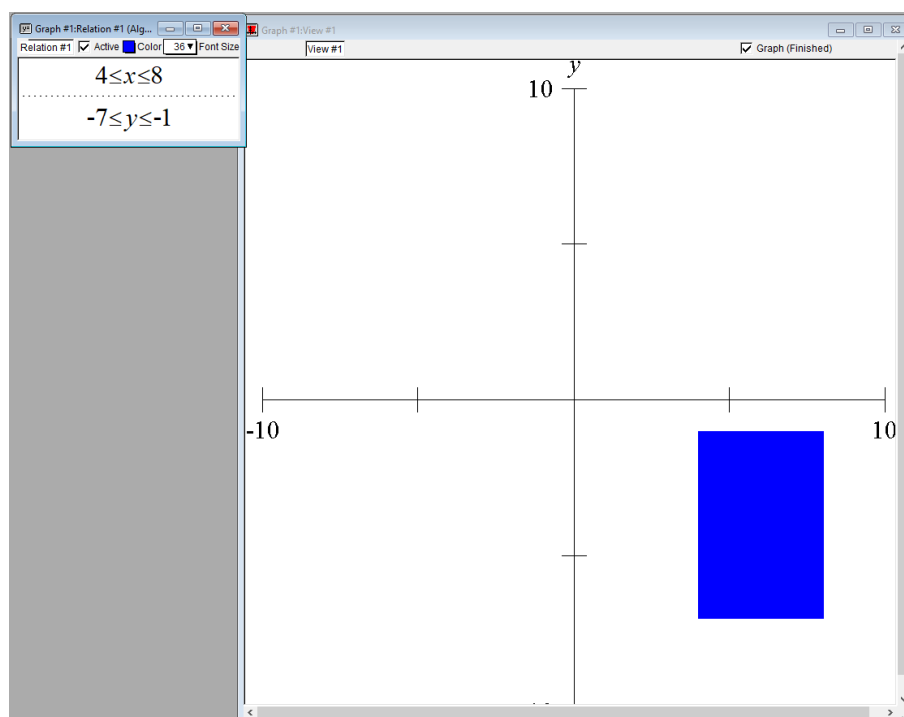 Graph #1:Relation #1 (Alg...
Relation #1 Active Color 36 Font Size
4≤x≤8
-7≤y≤-1
Graph #1:View #1
View #1 Graph (Finished)
y
10
-10
10